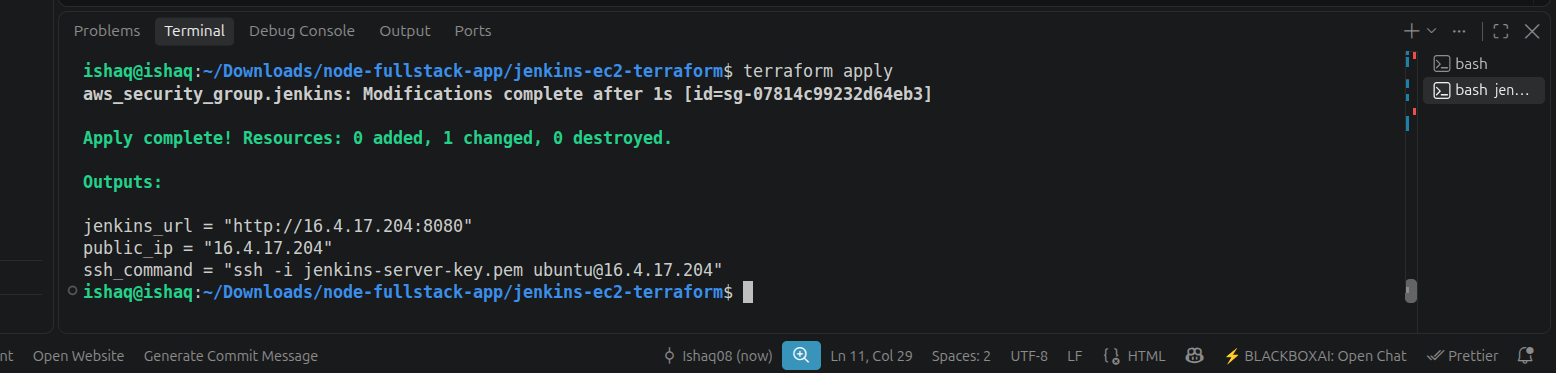 Problems Terminal Debug Console Output Ports
ishaq@ishaq:~/Downloads/node-fullstack-app/jenkins-ec2-terraform$ terraform apply
bash
aws_security_group.jenkins: Modifications complete after 1s [id=sg-07814c99232d64eb3]
bash jen...
Apply complete! Resources: 0 added, 1 changed, 0 destroyed.
Outputs:
jenkins_url = "http://16.4.17.204:8080"
public_ip = "16.4.17.204"
ssh_command = "ssh -i jenkins-server-key.pem ubuntu@16.4.17.204"
ishaq@ishaq:~/Downloads/node-fullstack-app/jenkins-ec2-terraform$
nt Open Website Generate Commit Message Ishaq08 (now) Ln 11, Col 29 Spaces: 2 UTF-8 LF HTML BLACKBOXAI: Open Chat Prettier